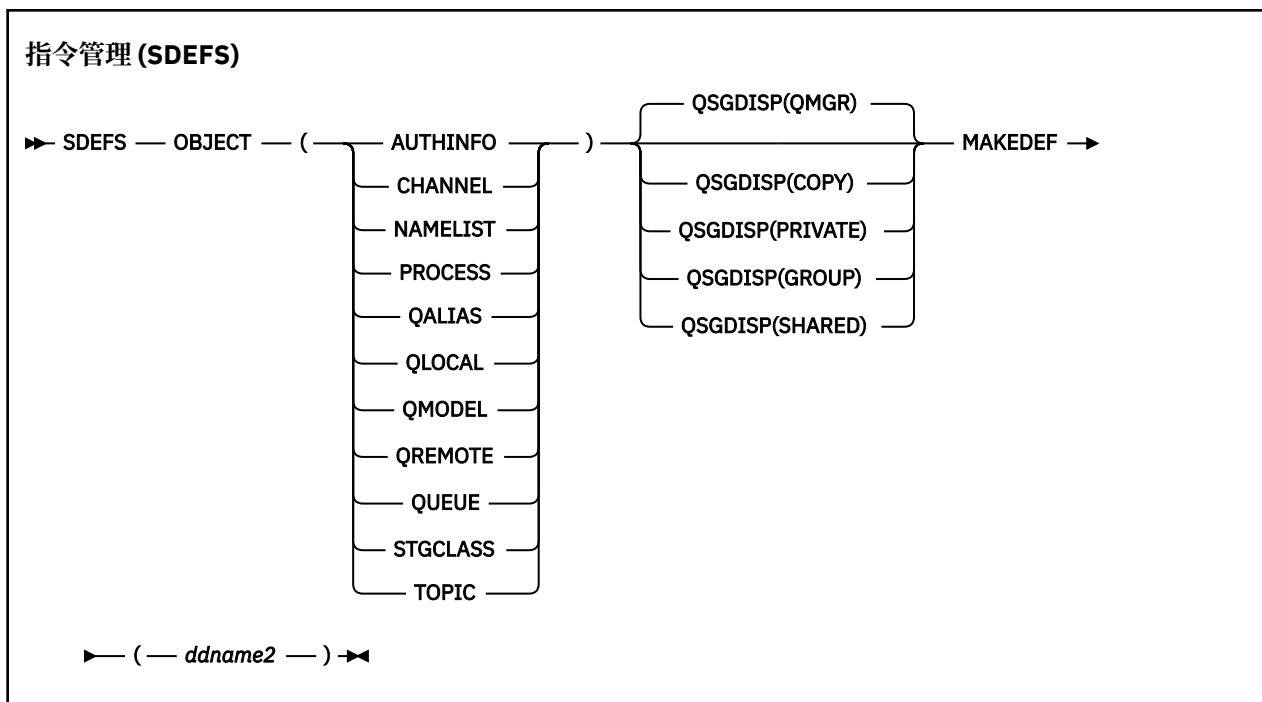 指令管理 (SDEFS)
QSGDISP(QMGR)
SDEFS OBJECT ( AUTHINFO ) MAKEDEF
CHANNEL QSGDISP(COPY)
NAMELIST QSGDISP(PRIVATE)
PROCESS QSGDISP(GROUP)
QALIAS QSGDISP(SHARED)
QLOCAL
QMODEL
QREMOTE
QUEUE
STGCLASS
TOPIC
( ddname2 )